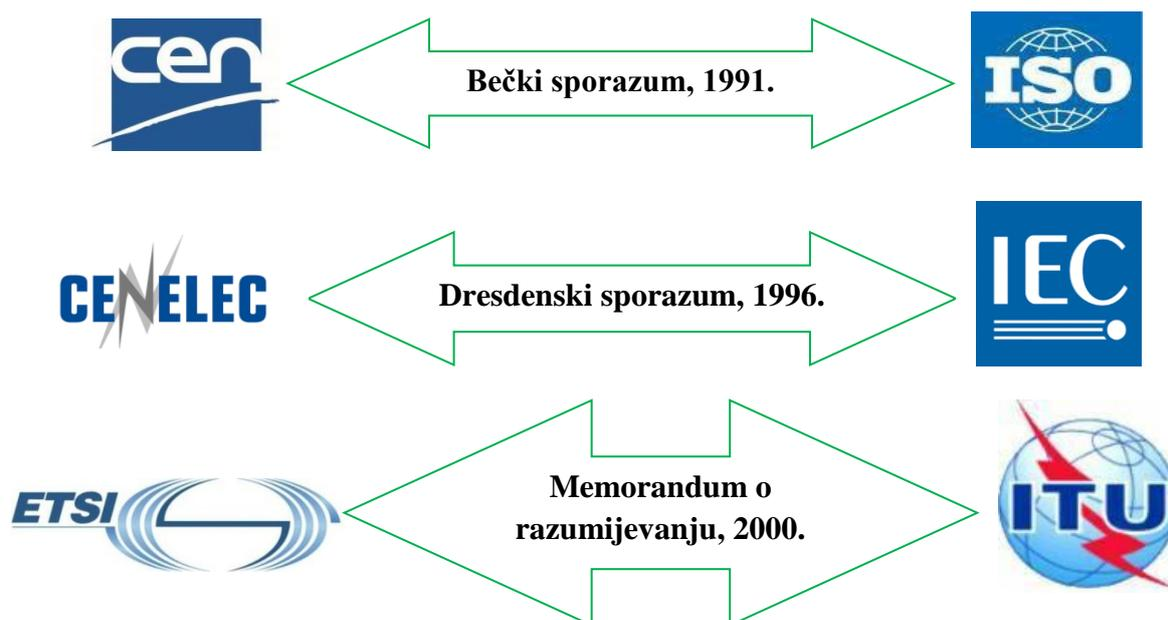 cen
Bečki sporazum, 1991.
ISO
CENELEC
Dresdenski sporazum, 1996.
IEC
ETSI
Memorandum o
razumijevanju, 2000.
ITU